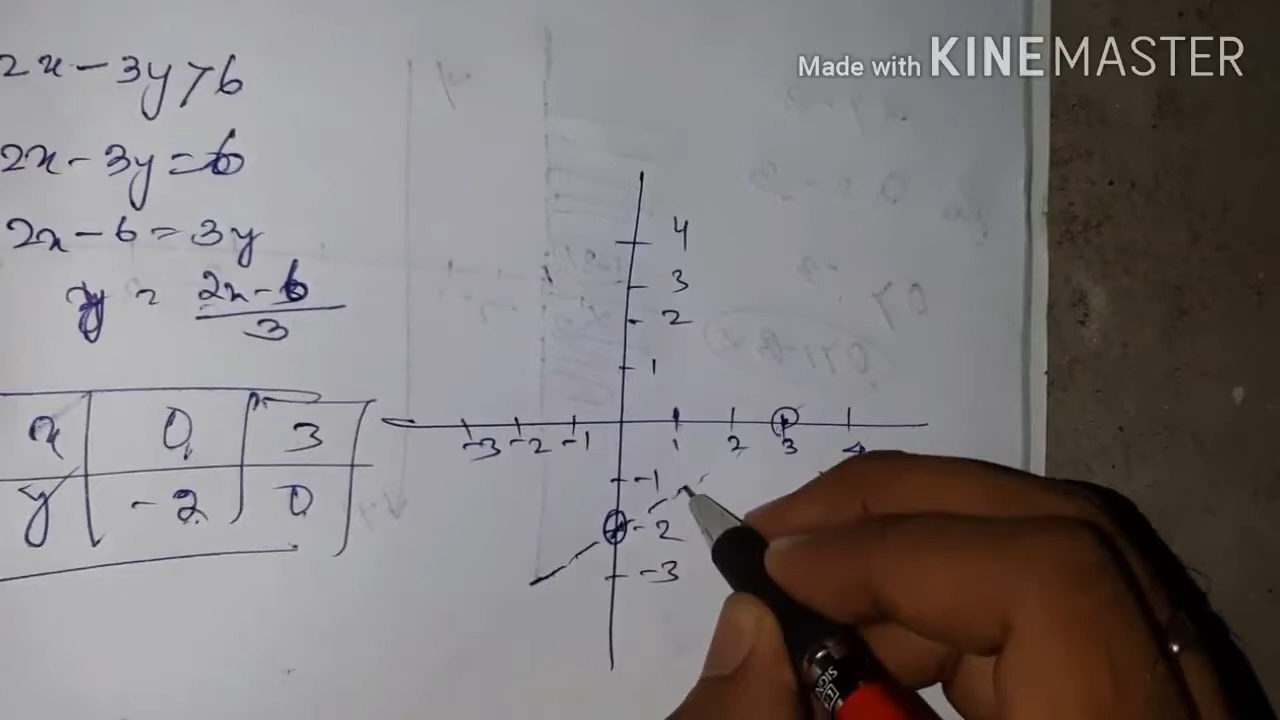 Made with KINEMASTER
2x - 3y > 6
2x - 3y = 6
2x - 6 = 3y
y = 2x - 6
3
x 0 3
y -2 0
4
3
2
1
-3 -2 -1 1 2 3 4
-1
-2
-3